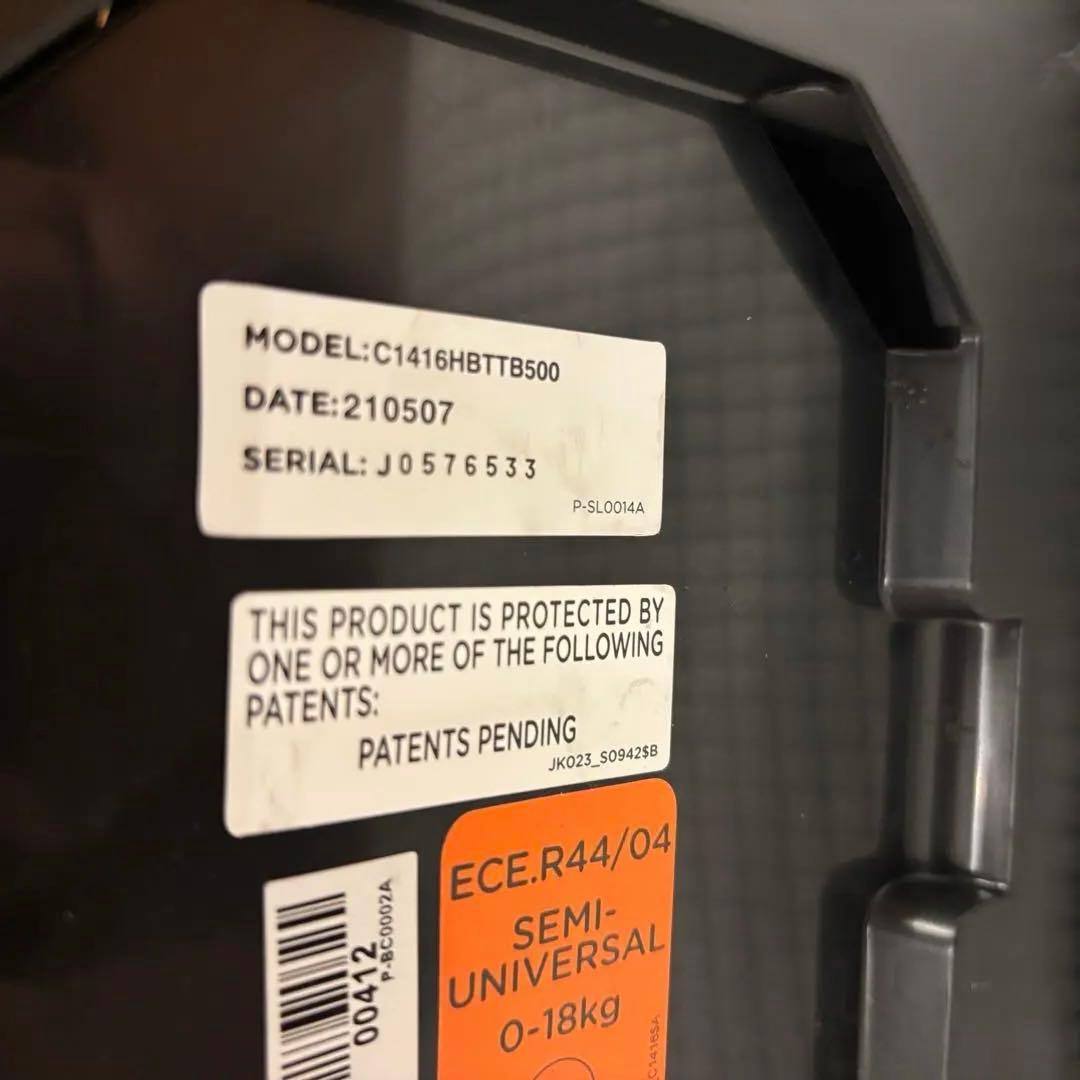 MODEL:C1416HBTTB500
DATE:210507
SERIAL: J0576533
P-SL0014A
THIS PRODUCT IS PROTECTED BY
ONE OR MORE OF THE FOLLOWING
PATENTS:
PATENTS PENDING
JK023_S0942$B
00412
P-BC0002A
ECE.R44/04
SEMI-
UNIVERSAL
0-18kg